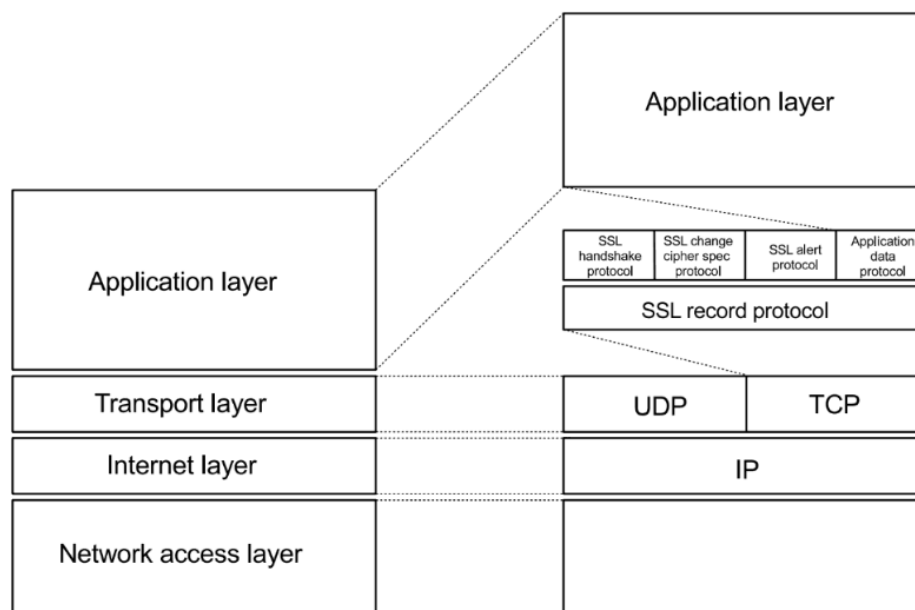 Application layer
SSL
handshake
protocol
SSL change
cipher spec
protocol
SSL alert
protocol
Application
data
protocol
SSL record protocol
Application layer
Transport layer
UDP
TCP
Internet layer
IP
Network access layer